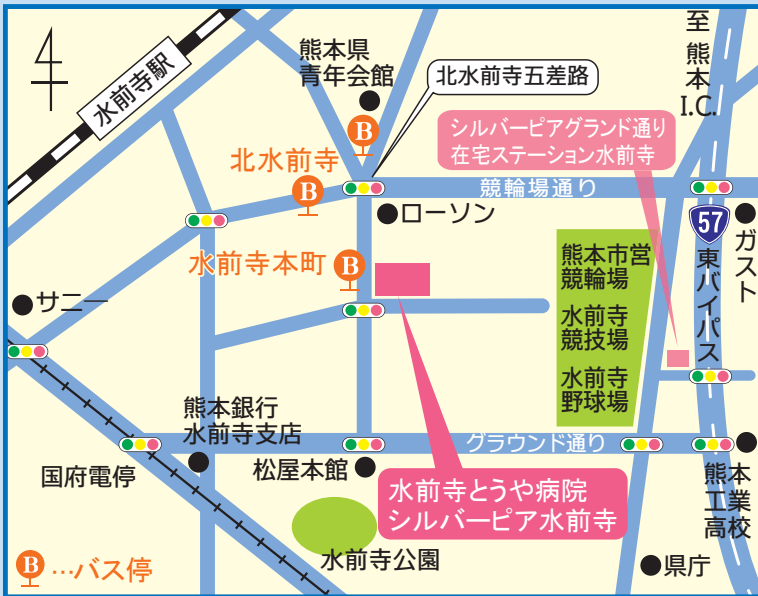 至
熊本
I.C.
熊本県
青年会館
北水前寺五差路
水前寺駅
シルバーピアグランド通り
在宅ステーション水前寺
B
北水前寺
B
競輪場通り
ローソン
57
東バイパス
ガスト
水前寺本町
B
熊本市営
競輪場
水前寺
競技場
水前寺
野球場
サニー
熊本銀行
水前寺支店
グラウンド通り
国府電停
松屋本館
水前寺とうや病院
シルバーピア水前寺
熊本
工業
高校
水前寺公園
県庁
B…バス停